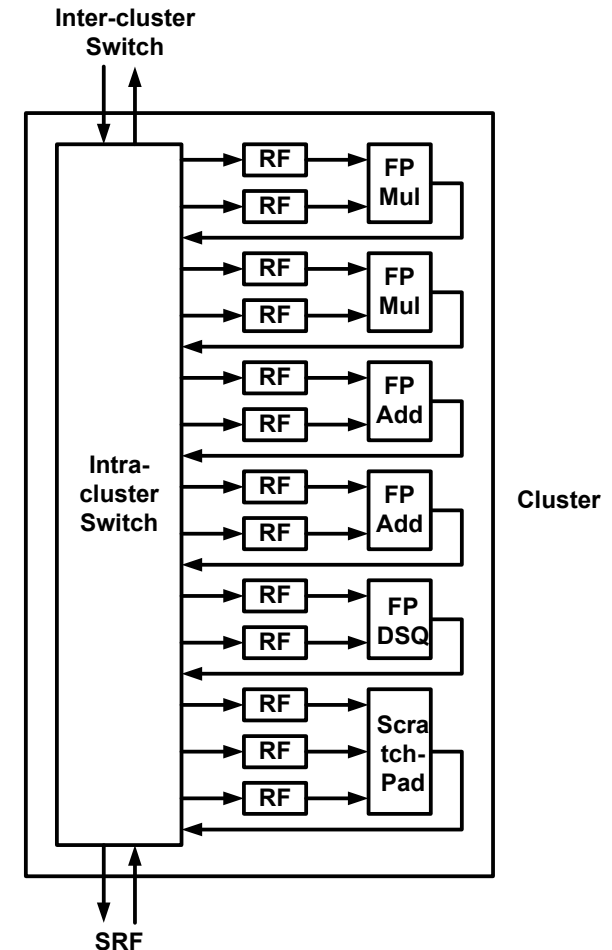 Inter-cluster
Switch
RF
RF
FP
Mul
RF
RF
FP
Mul
RF
RF
FP
Add
Intra-
cluster
Switch
RF
RF
FP
Add
Cluster
RF
RF
FP
DSQ
RF
RF
RF
Scra
tch-
Pad
SRF